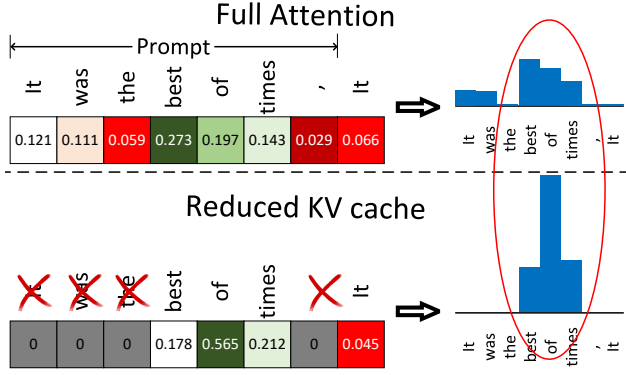 Full Attention
Prompt
It was the best of times , It
0.121 0.111 0.059 0.273 0.197 0.143 0.029 0.066
It was the best of times , It
Reduced KV cache
It was the best of times It
0 0 0 0.178 0.565 0.212 0 0.045
It was the best of times , It